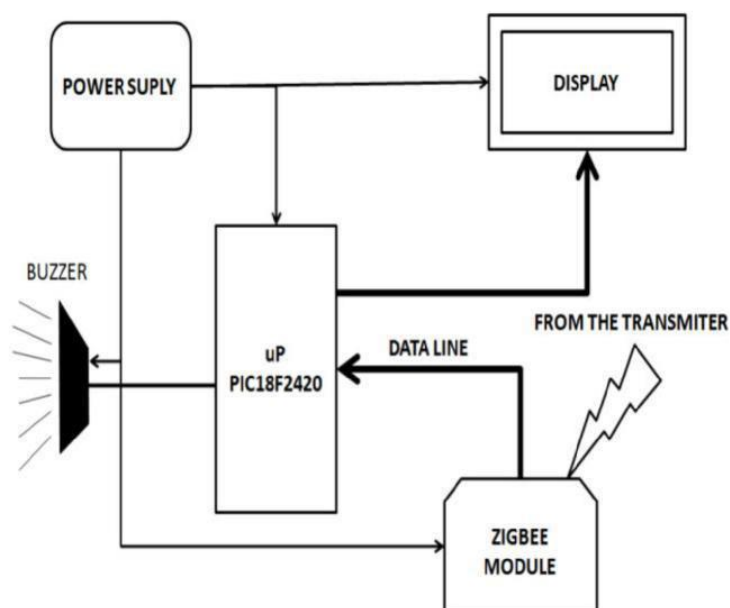 POWER SUPLY
DISPLAY
BUZZER
FROM THE TRANSMITER
DATA LINE
uP
PIC18F2420
ZIGBEE
MODULE